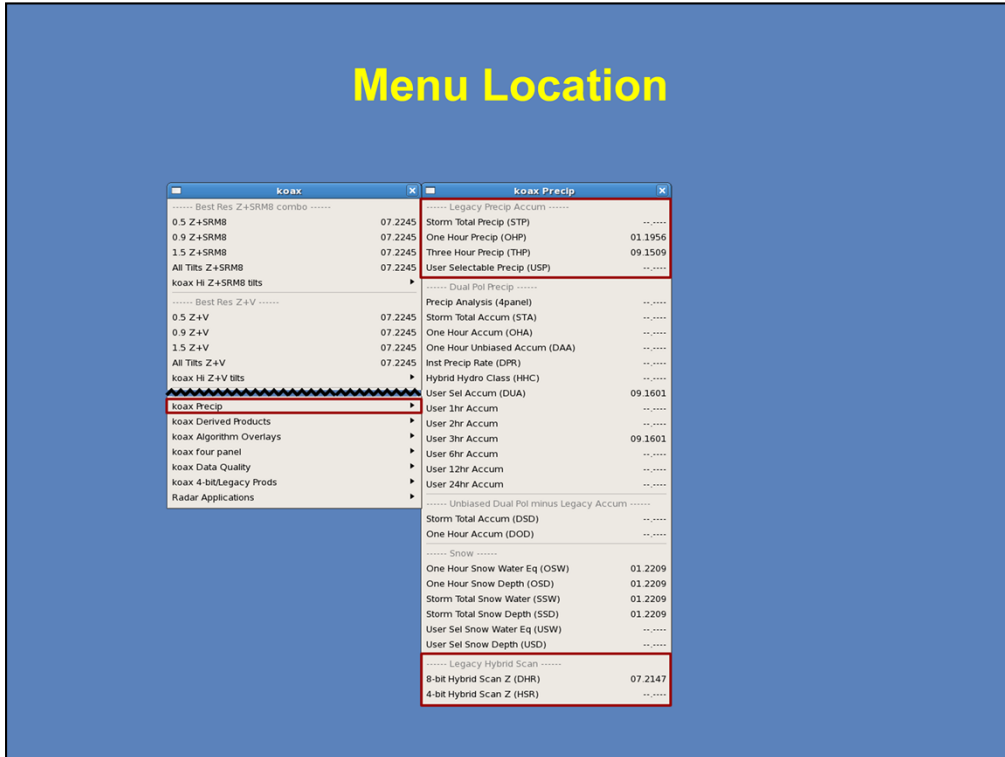 Menu Location
koax
------ Best Res Z+SRM8 combo ------
0.5 Z+SRM8 07.2245
0.9 Z+SRM8 07.2245
1.5 Z+SRM8 07.2245
All Tilts Z+SRM8 07.2245
koax Hi Z+SRM8 tilts
------ Best Res Z+V ------
0.5 Z+V 07.2245
0.9 Z+V 07.2245
1.5 Z+V 07.2245
All Tilts Z+V 07.2245
koax Hi Z+V tilts
koax Precip
koax Derived Products
koax Algorithm Overlays
koax four panel
koax Data Quality
koax 4-bit/Legacy Prods
Radar Applications
koax Precip
------ Legacy Precip Accum ------
Storm Total Precip (STP) --.----
One Hour Precip (OHP) 01.1956
Three Hour Precip (THP) 09.1509
User Selectable Precip (USP) --.----
------ Dual Pol Precip ------
Precip Analysis (4panel) --.----
Storm Total Accum (STA) --.----
One Hour Accum (OHA) --.----
One Hour Unbiased Accum (DAA) --.----
Inst Precip Rate (DPR) --.----
Hybrid Hydro Class (HHC) --.----
User Sel Accum (DUA) 09.1601
User 1hr Accum --.----
User 2hr Accum --.----
User 3hr Accum 09.1601
User 6hr Accum --.----
User 12hr Accum --.----
User 24hr Accum --.----
------ Unbiased Dual Pol minus Legacy Accum ------
Storm Total Accum (DSD) --.----
One Hour Accum (DOD) --.----
------ Snow ------
One Hour Snow Water Eq (OSW) 01.2209
One Hour Snow Depth (OSD) 01.2209
Storm Total Snow Water (SSW) 01.2209
Storm Total Snow Depth (SSD) 01.2209
User Sel Snow Water Eq (USW) --.----
User Sel Snow Depth (USD) --.----
------ Legacy Hybrid Scan ------
8-bit Hybrid Scan Z (DHR) 07.2147
4-bit Hybrid Scan Z (HSR) --.----